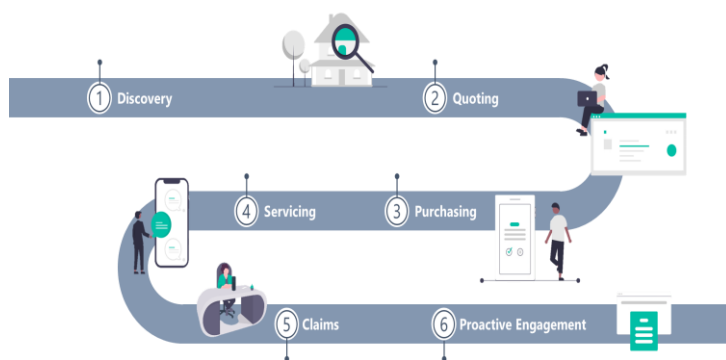 1 Discovery
2 Quoting
3 Purchasing
4 Servicing
5 Claims
6 Proactive Engagement